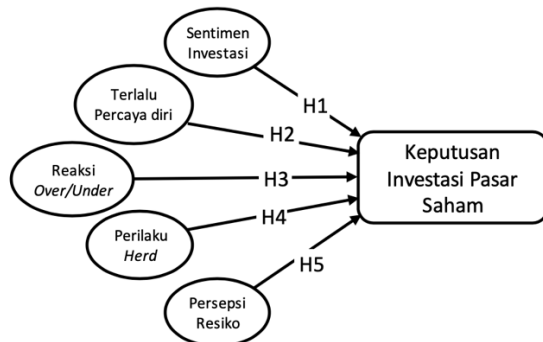 Sentimen
Investasi
H1
Terlalu
Percaya diri
H2
Reaksi
Over/Under
H3
Perilaku
Herd
H4
Persepsi
Resiko
H5
Keputusan
Investasi Pasar
Saham